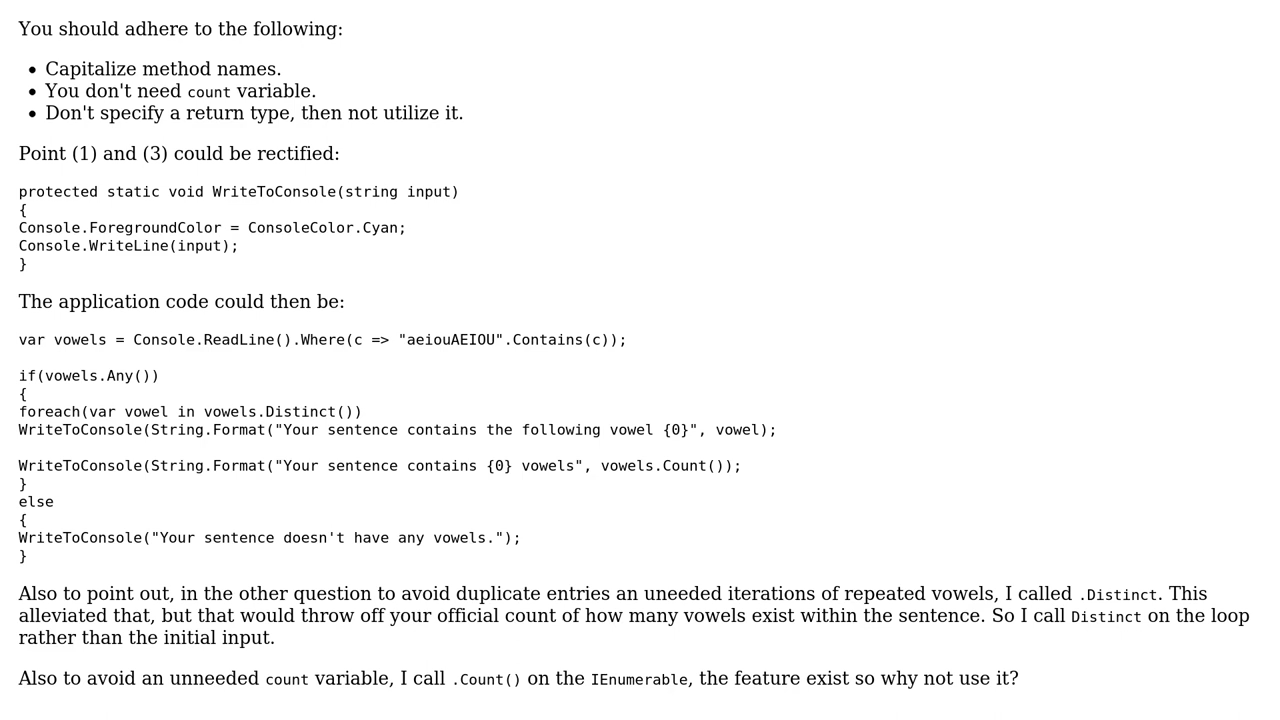 You should adhere to the following:
• Capitalize method names.
• You don't need count variable.
• Don't specify a return type, then not utilize it.
Point (1) and (3) could be rectified:
protected static void WriteToConsole(string input)
{
Console.ForegroundColor = ConsoleColor.Cyan;
Console.WriteLine(input);
}
The application code could then be:
var vowels = Console.ReadLine().Where(c => "aeiouAEIOU".Contains(c));
if(vowels.Any())
{
foreach(var vowel in vowels.Distinct())
WriteToConsole(String.Format("Your sentence contains the following vowel {0}", vowel);
WriteToConsole(String.Format("Your sentence contains {0} vowels", vowels.Count());
}
else
{
WriteToConsole("Your sentence doesn't have any vowels.");
}
Also to point out, in the other question to avoid duplicate entries an uneeded iterations of repeated vowels, I called .Distinct. This
alleviated that, but that would throw off your official count of how many vowels exist within the sentence. So I call Distinct on the loop
rather than the initial input.
Also to avoid an unneeded count variable, I call .Count() on the IEnumerable, the feature exist so why not use it?